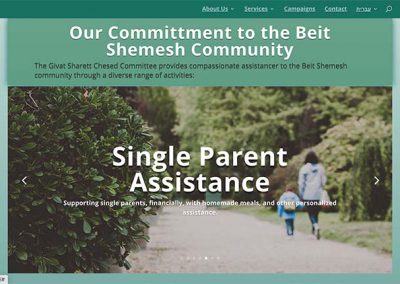 About Us Services Campaigns Contact עברית
Our Committment to the Beit
Shemesh Community
The Givat Sharett Chesed Committee provides compassionate assistancer to the Beit Shemesh
community through a diverse range of activities:
Single Parent
Assistance
Supporting single parents, financially, with homemade meals, and other personalized
assistance.